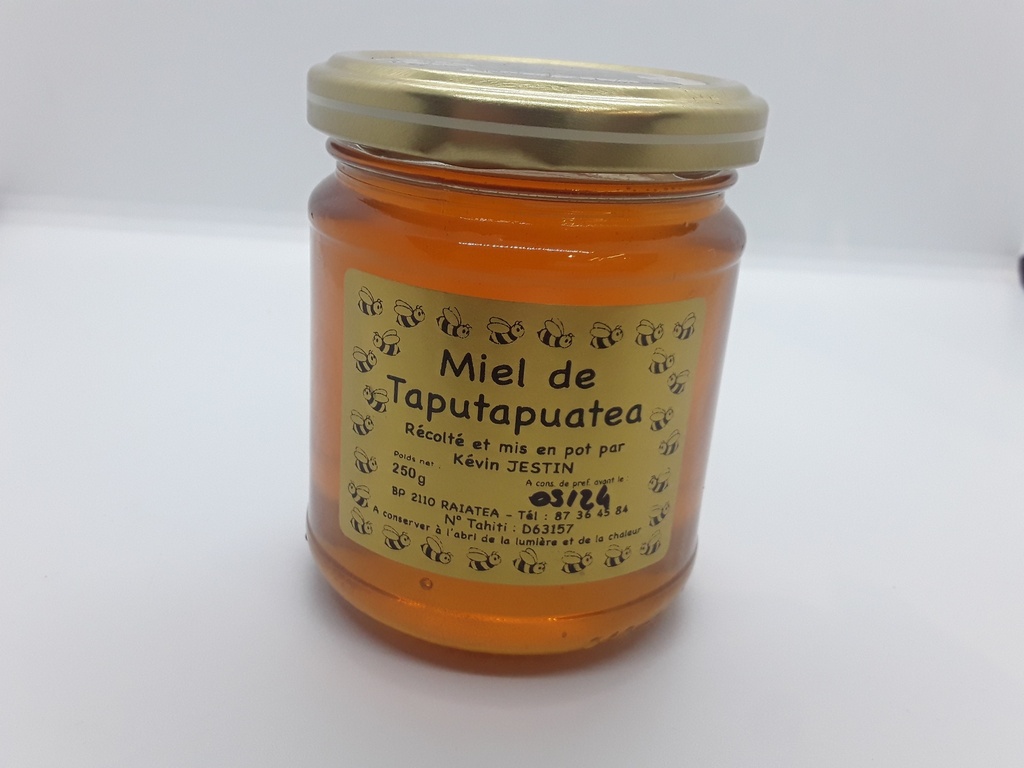 Miel de
Taputapuatea
Récolté et mis en pot par
Kévin JESTIN
Poids net :
250g
A cons. de pref. avant le
03/24
BP 2110 RAIATEA - Tél : 87 36 45 84
N° Tahiti : D63157
A conserver à l'abri de la lumière et de la chaleur